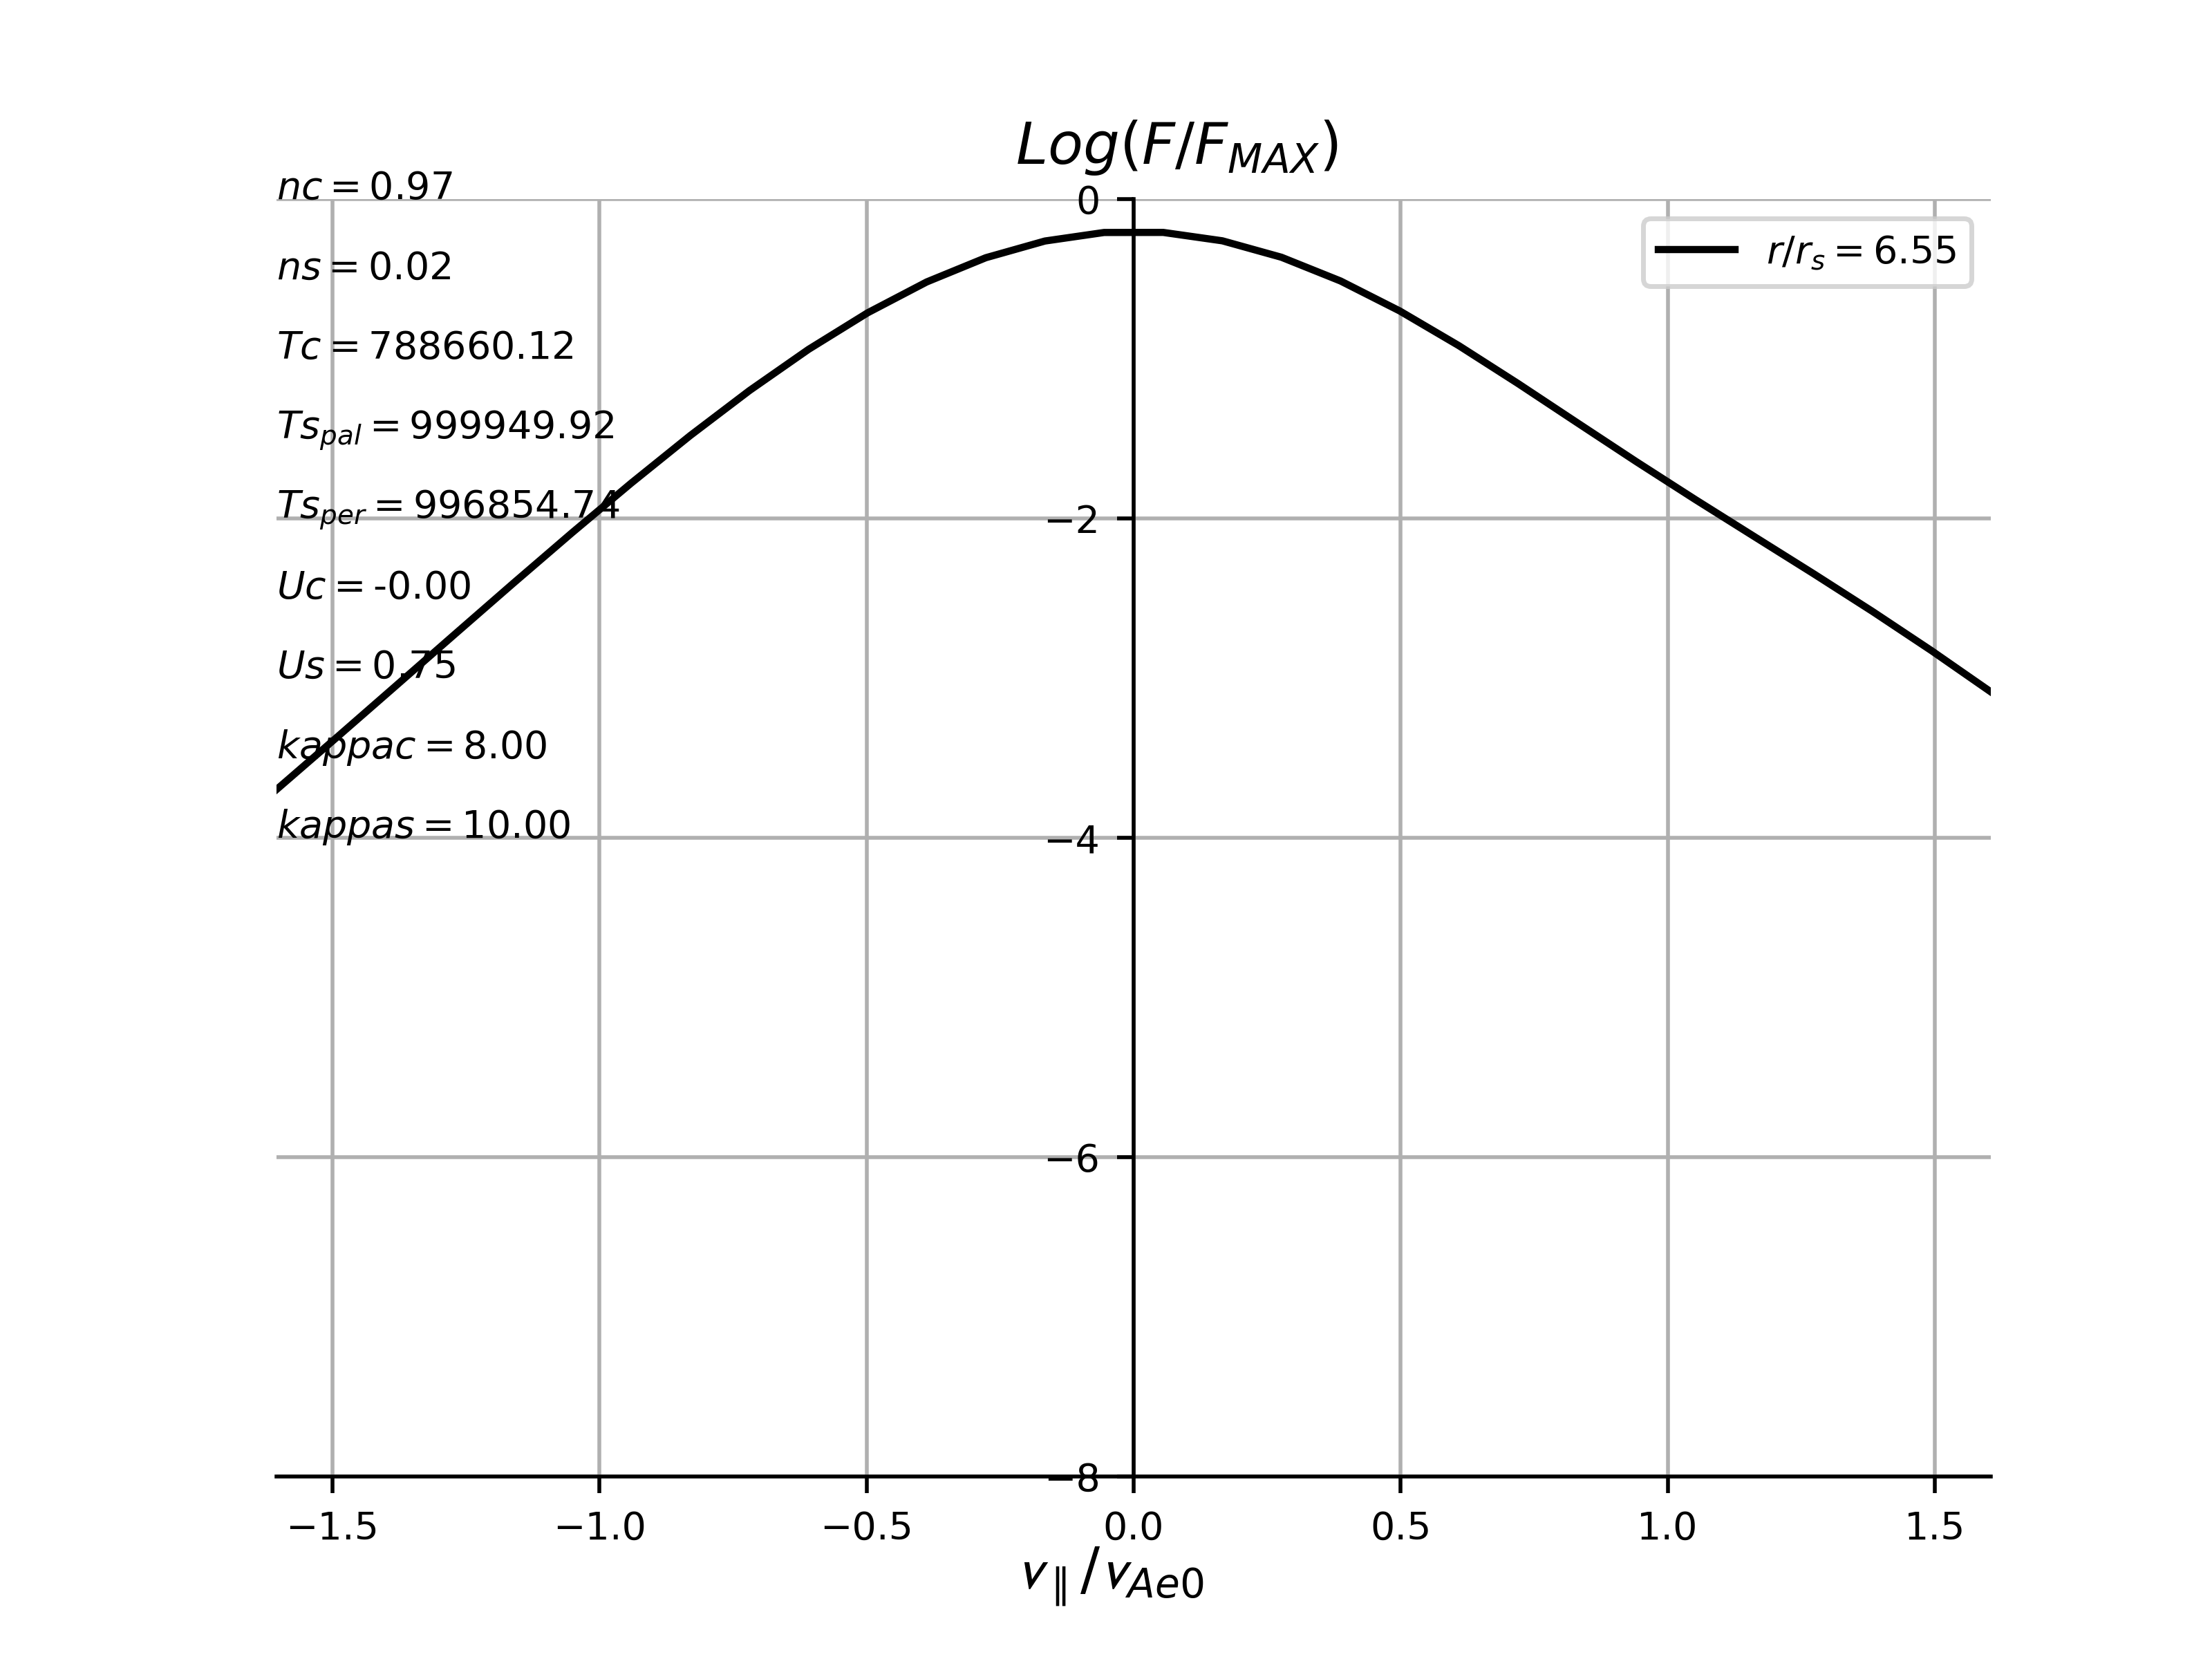 Log(F/F_MAX)
nc = 0.97
ns = 0.02
Tc = 788660.12
Ts_pal = 999949.92
Ts_per = 996854.74
Uc = -0.00
Us = 0.75
kappac = 8.00
kappas = 10.00
r/r_s = 6.55
0
−2
−4
−6
−8
−1.5 −1.0 −0.5 0.0 0.5 1.0 1.5
v_∥/v_Ae0